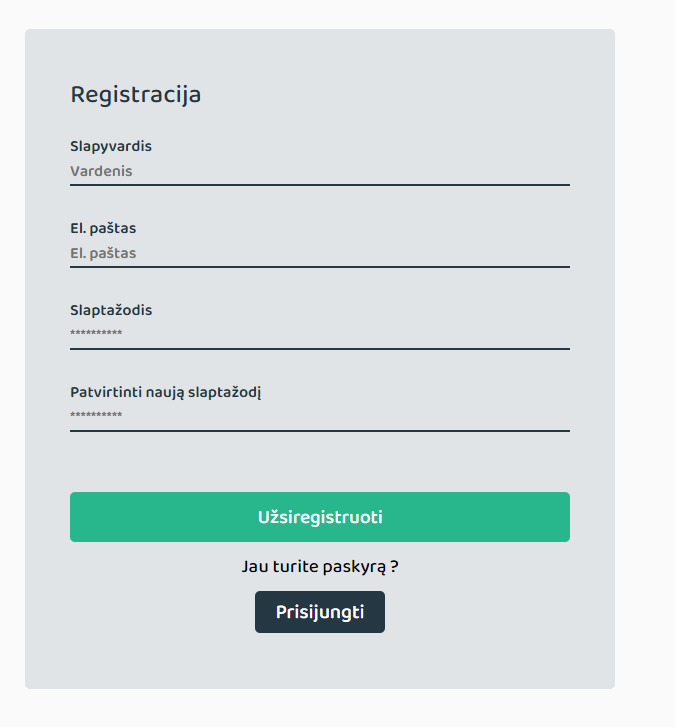 Registracija
Slapyvardis
Vardenis
El. paštas
El. paštas
Slaptažodis
**********
Patvirtinti naują slaptažodį
**********
Užsiregistruoti
Jau turite paskyrą ?
Prisijungti